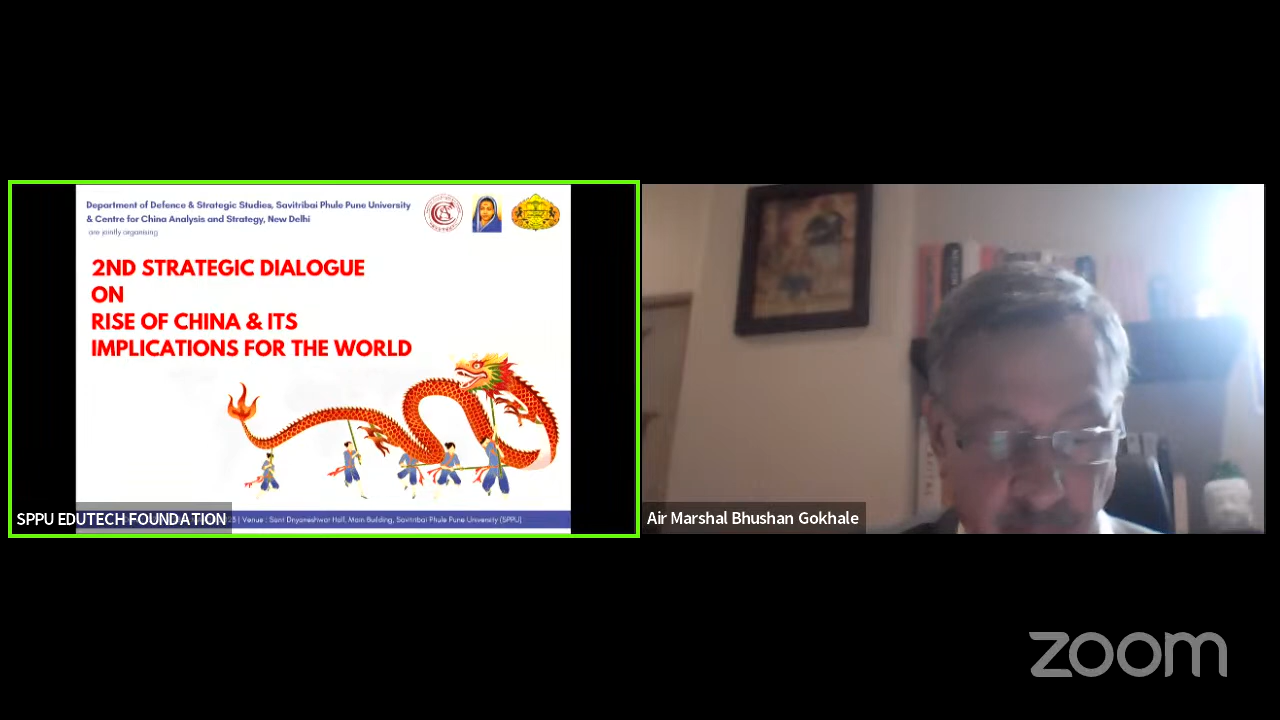 Department of Defence & Strategic Studies, Savitribai Phule Pune University
& Centre for China Analysis and Strategy, New Delhi
are jointly organising
2ND STRATEGIC DIALOGUE
ON
RISE OF CHINA & ITS
IMPLICATIONS FOR THE WORLD
SPPU EDUTECH FOUNDATION
| Venue : Sant Dnyaneshwar Hall, Main Building, Savitribai Phule Pune University (SPPU)
Air Marshal Bhushan Gokhale
zoom